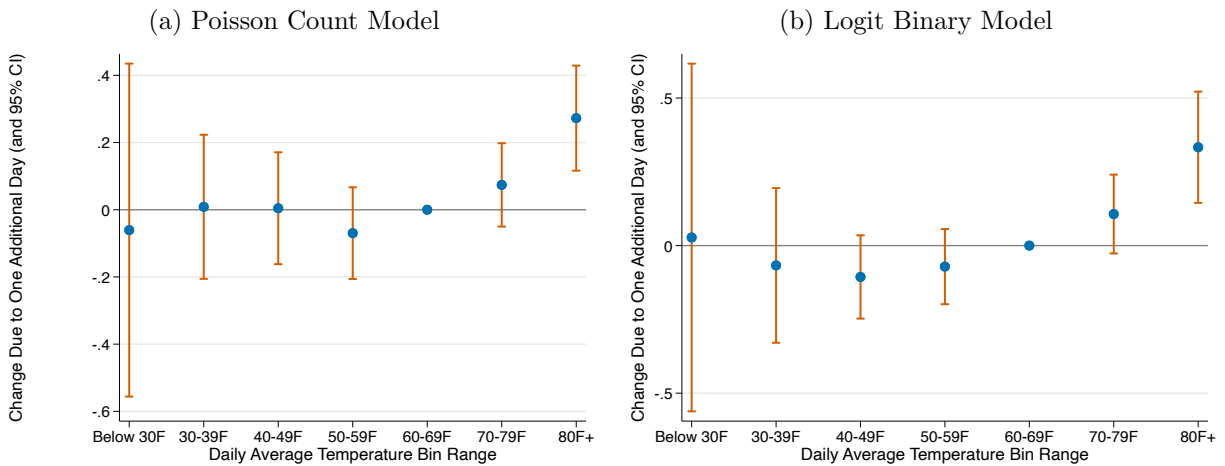 (a) Poisson Count Model
Change Due to One Additional Day (and 95% CI)
.4
.2
0
-.2
-.4
-.6
Below 30F 30-39F 40-49F 50-59F 60-69F 70-79F 80F+
Daily Average Temperature Bin Range
(b) Logit Binary Model
Change Due to One Additional Day (and 95% CI)
.5
0
-.5
Below 30F 30-39F 40-49F 50-59F 60-69F 70-79F 80F+
Daily Average Temperature Bin Range